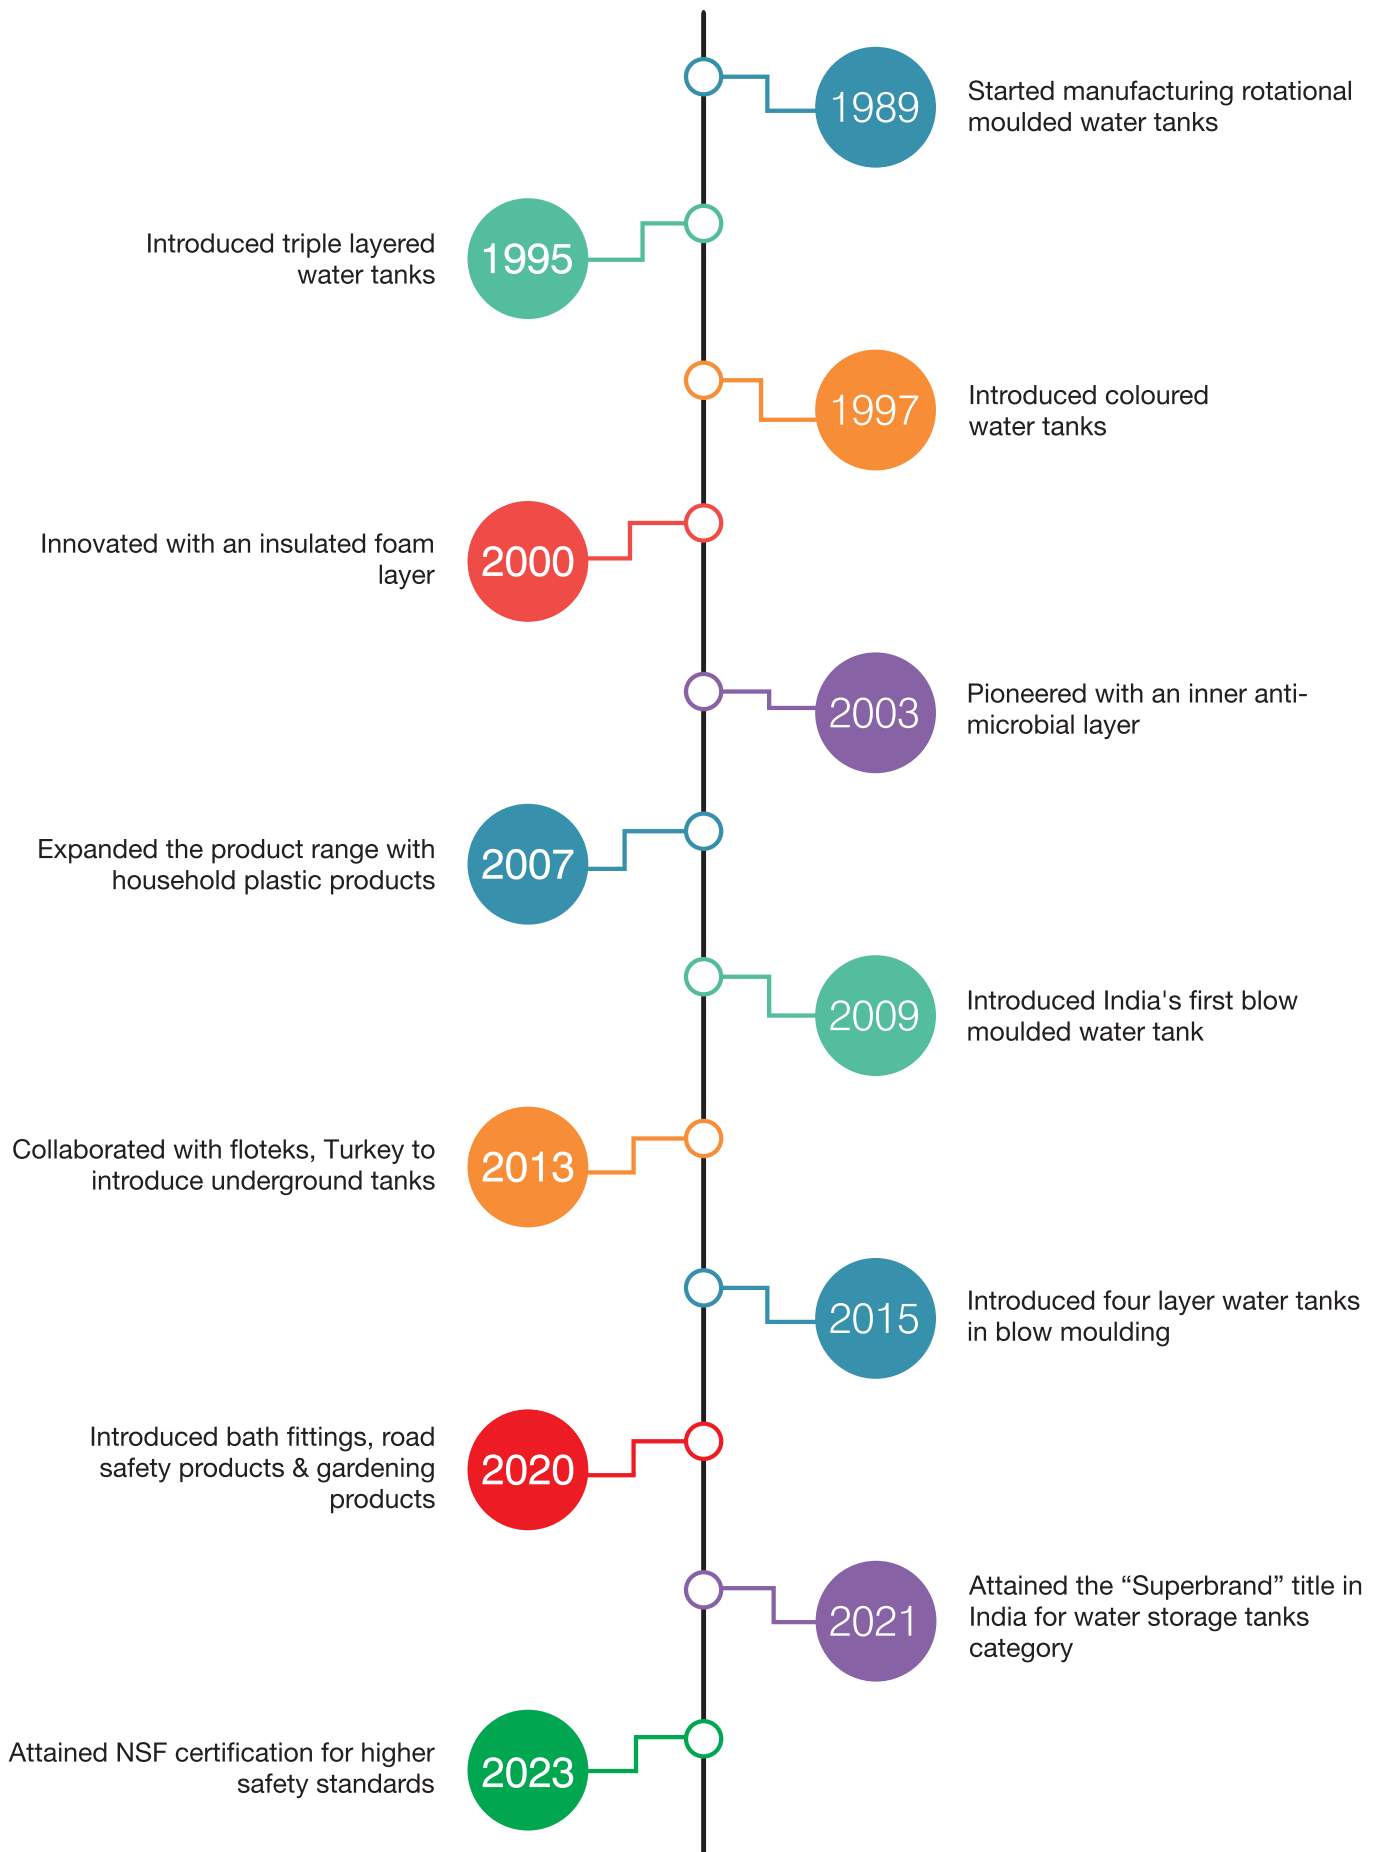 1989
Started manufacturing rotational
moulded water tanks
1995
Introduced triple layered
water tanks
1997
Introduced coloured
water tanks
2000
Innovated with an insulated foam
layer
2003
Pioneered with an inner anti-
microbial layer
2007
Expanded the product range with
household plastic products
2009
Introduced India's first blow
moulded water tank
2013
Collaborated with floteks, Turkey to
introduce underground tanks
2015
Introduced four layer water tanks
in blow moulding
2020
Introduced bath fittings, road
safety products & gardening
products
2021
Attained the “Superbrand” title in
India for water storage tanks
category
2023
Attained NSF certification for higher
safety standards